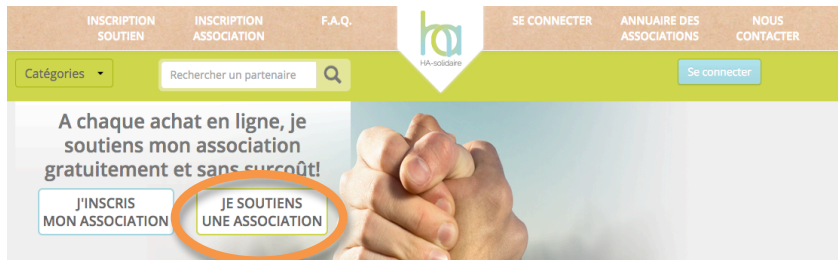 INSCRIPTION
SOUTIEN
INSCRIPTION
ASSOCIATION
F.A.Q.
ha
HA-solidaire
SE CONNECTER
ANNUAIRE DES
ASSOCIATIONS
NOUS
CONTACTER
Catégories
Rechercher un partenaire
Se connecter
A chaque achat en ligne, je
soutiens mon association
gratuitement et sans surcoût!
J'INSCRIS
MON ASSOCIATION
JE SOUTIENS
UNE ASSOCIATION